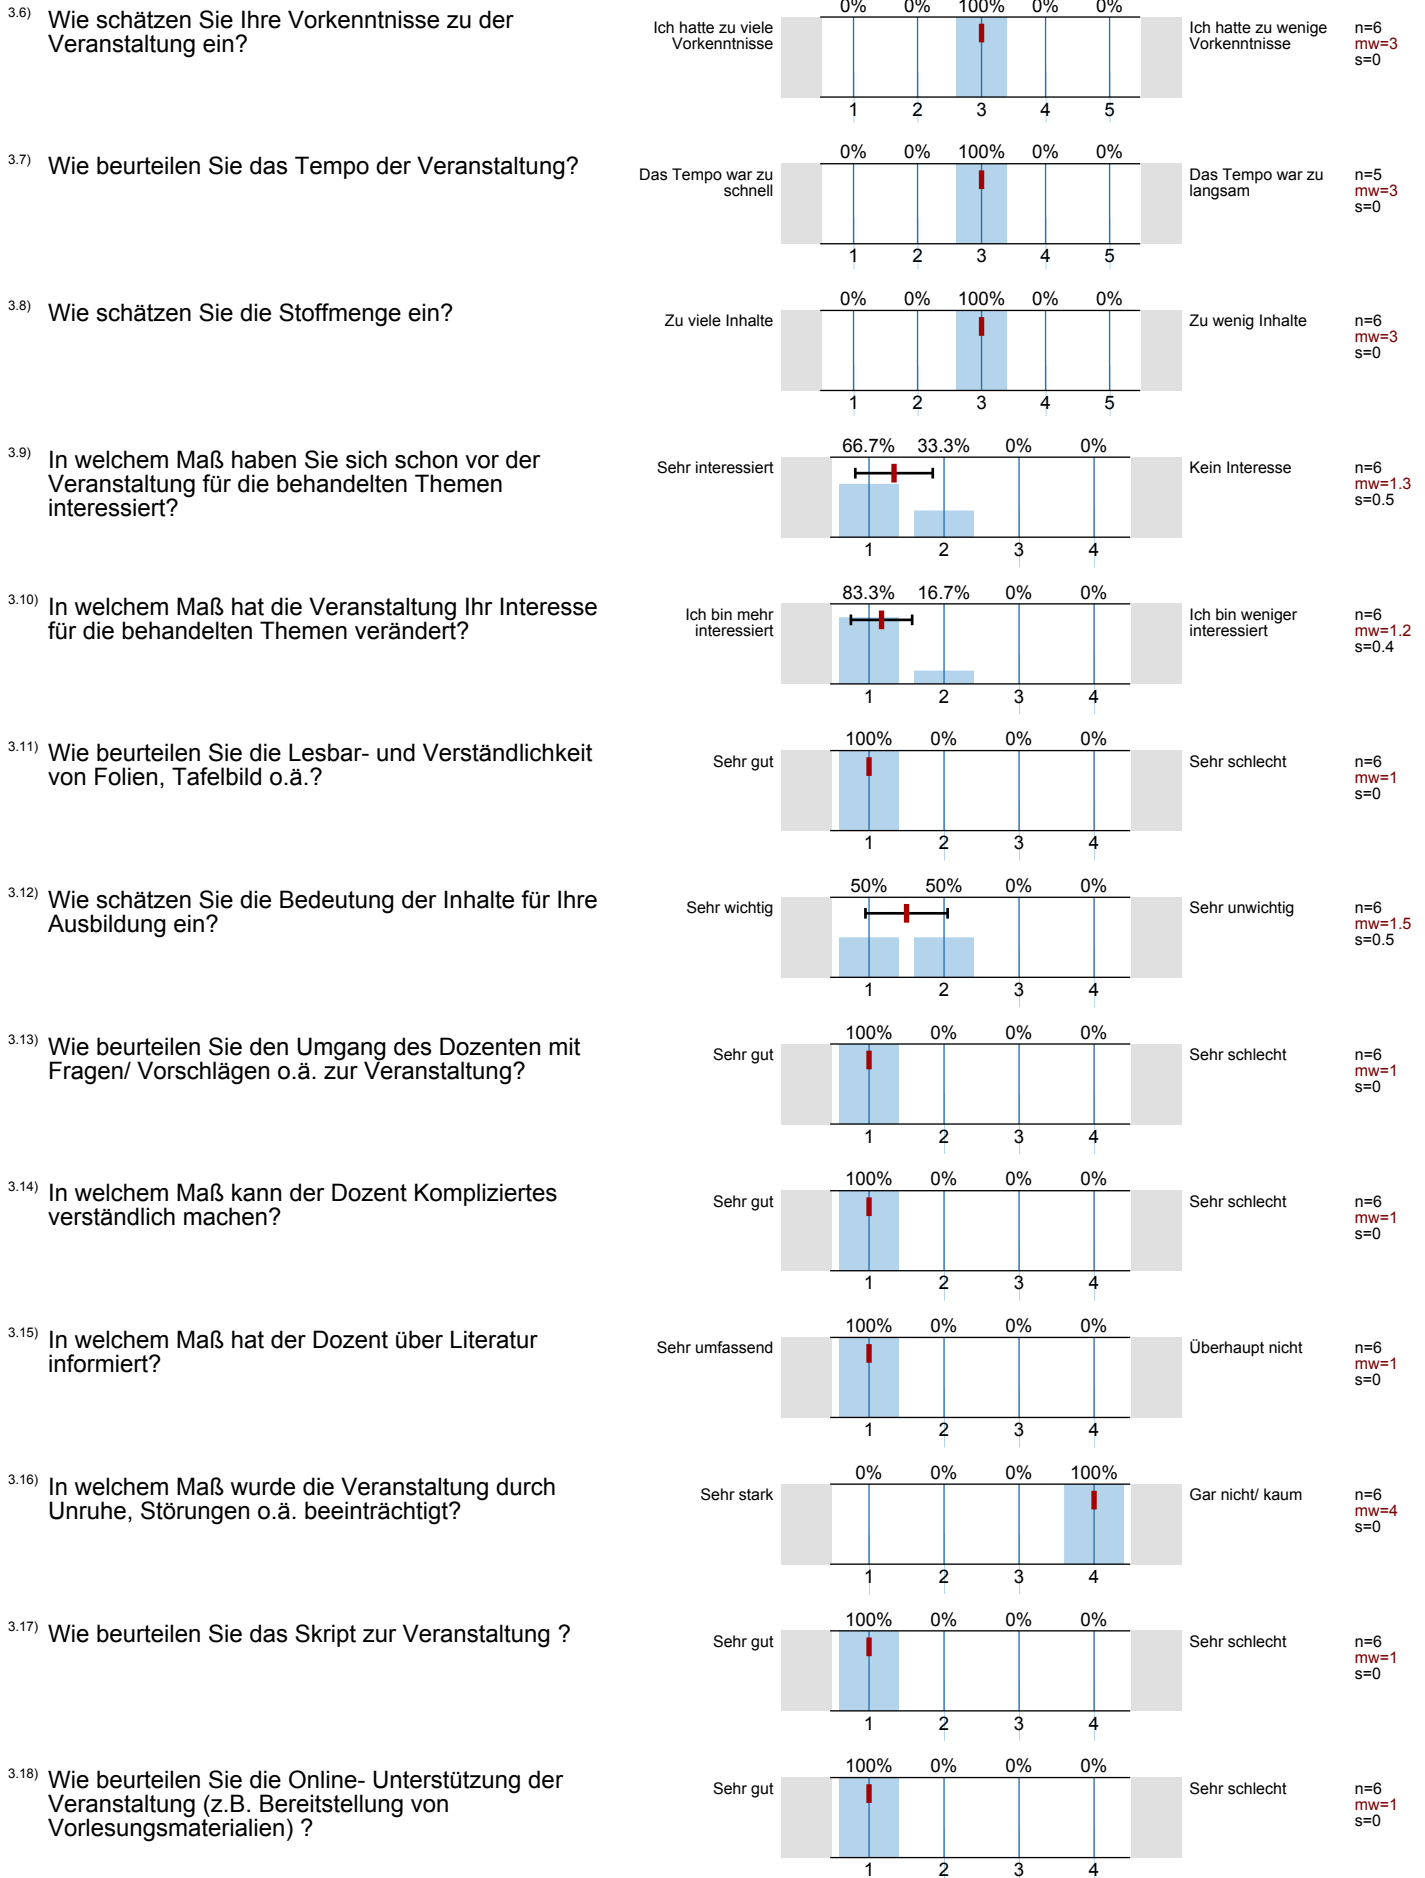 3.6) Wie schätzen Sie Ihre Vorkenntnisse zu der
Veranstaltung ein?
0% 0% 100% 0% 0%
Ich hatte zu viele
Vorkenntnisse
Ich hatte zu wenige
Vorkenntnisse
n=6
mw=3
s=0
1 2 3 4 5
3.7) Wie beurteilen Sie das Tempo der Veranstaltung?
0% 0% 100% 0% 0%
Das Tempo war zu
schnell
Das Tempo war zu
langsam
n=5
mw=3
s=0
1 2 3 4 5
3.8) Wie schätzen Sie die Stoffmenge ein?
0% 0% 100% 0% 0%
Zu viele Inhalte
Zu wenig Inhalte
n=6
mw=3
s=0
1 2 3 4 5
3.9) In welchem Maß haben Sie sich schon vor der
Veranstaltung für die behandelten Themen
interessiert?
66.7% 33.3% 0% 0%
Sehr interessiert
Kein Interesse
n=6
mw=1.3
s=0.5
1 2 3 4
3.10) In welchem Maß hat die Veranstaltung Ihr Interesse
für die behandelten Themen verändert?
83.3% 16.7% 0% 0%
Ich bin mehr
interessiert
Ich bin weniger
interessiert
n=6
mw=1.2
s=0.4
1 2 3 4
3.11) Wie beurteilen Sie die Lesbar- und Verständlichkeit
von Folien, Tafelbild o.ä.?
100% 0% 0% 0%
Sehr gut
Sehr schlecht
n=6
mw=1
s=0
1 2 3 4
3.12) Wie schätzen Sie die Bedeutung der Inhalte für Ihre
Ausbildung ein?
50% 50% 0% 0%
Sehr wichtig
Sehr unwichtig
n=6
mw=1.5
s=0.5
1 2 3 4
3.13) Wie beurteilen Sie den Umgang des Dozenten mit
Fragen/ Vorschlägen o.ä. zur Veranstaltung?
100% 0% 0% 0%
Sehr gut
Sehr schlecht
n=6
mw=1
s=0
1 2 3 4
3.14) In welchem Maß kann der Dozent Kompliziertes
verständlich machen?
100% 0% 0% 0%
Sehr gut
Sehr schlecht
n=6
mw=1
s=0
1 2 3 4
3.15) In welchem Maß hat der Dozent über Literatur
informiert?
100% 0% 0% 0%
Sehr umfassend
Überhaupt nicht
n=6
mw=1
s=0
1 2 3 4
3.16) In welchem Maß wurde die Veranstaltung durch
Unruhe, Störungen o.ä. beeinträchtigt?
0% 0% 0% 100%
Sehr stark
Gar nicht/ kaum
n=6
mw=4
s=0
1 2 3 4
3.17) Wie beurteilen Sie das Skript zur Veranstaltung ?
100% 0% 0% 0%
Sehr gut
Sehr schlecht
n=6
mw=1
s=0
1 2 3 4
3.18) Wie beurteilen Sie die Online- Unterstützung der
Veranstaltung (z.B. Bereitstellung von
Vorlesungsmaterialien) ?
100% 0% 0% 0%
Sehr gut
Sehr schlecht
n=6
mw=1
s=0
1 2 3 4